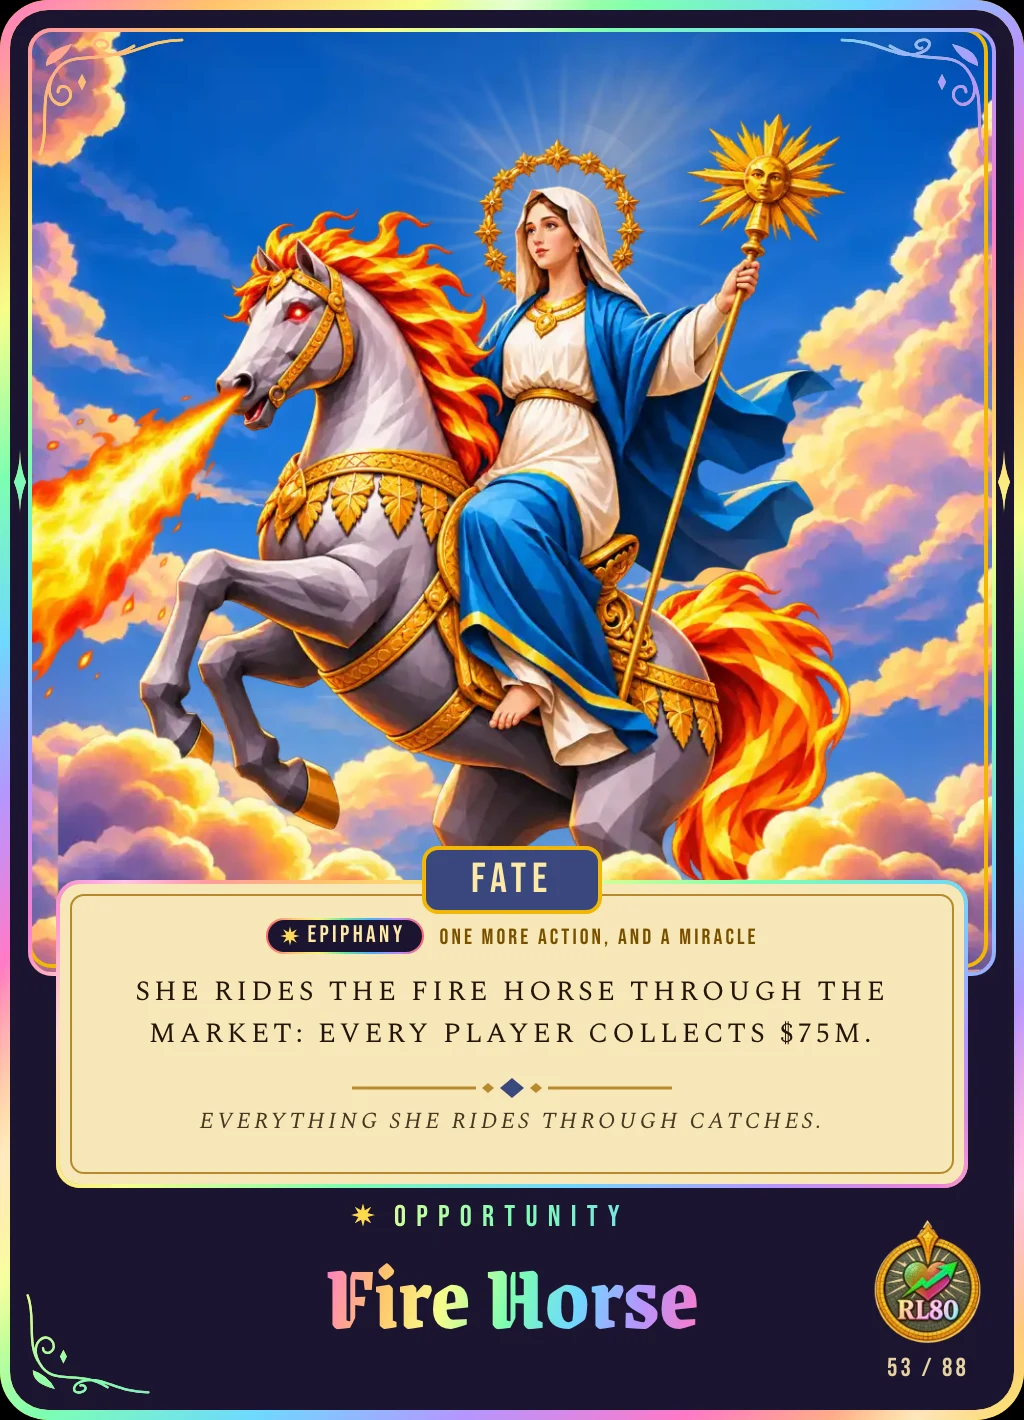 FATE
EPIPHANY ONE MORE ACTION, AND A MIRACLE
SHE RIDES THE FIRE HORSE THROUGH THE
MARKET: EVERY PLAYER COLLECTS $75M.
EVERYTHING SHE RIDES THROUGH CATCHES.
OPPORTUNITY
Fire Horse
RL80
53 / 88